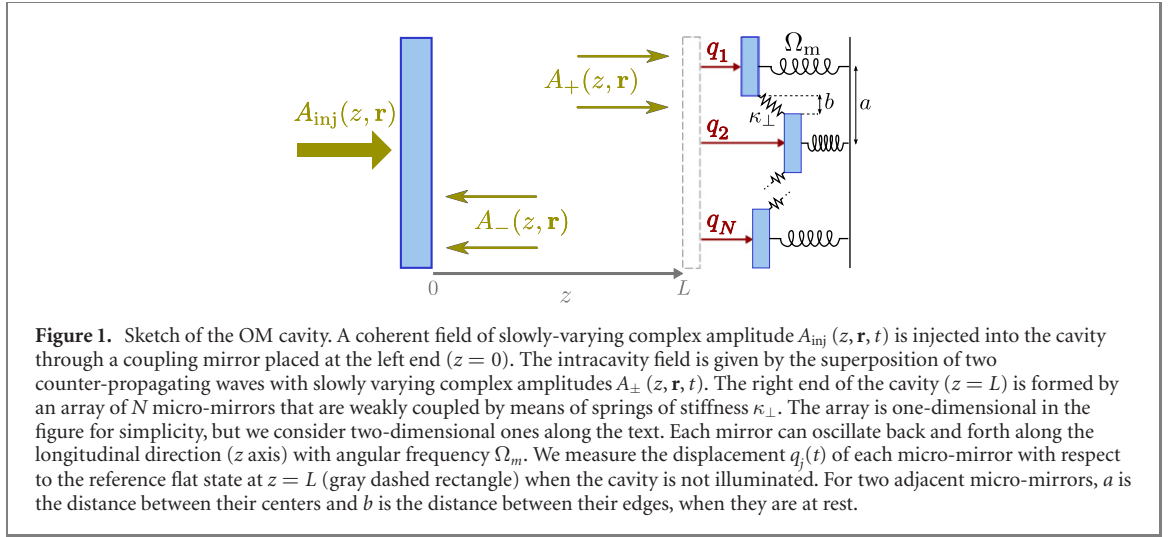 A_inj(z, r)
A_+(z, r)
A_−(z, r)
q_1
Ω_m
κ_⊥
b
a
q_2
q_N
0
z
L
Figure 1. Sketch of the OM cavity. A coherent field of slowly-varying complex amplitude A_inj (z, r, t) is injected into the cavity
through a coupling mirror placed at the left end (z = 0). The intracavity field is given by the superposition of two
counter-propagating waves with slowly varying complex amplitudes A_± (z, r, t). The right end of the cavity (z = L) is formed by
an array of N micro-mirrors that are weakly coupled by means of springs of stiffness κ_⊥. The array is one-dimensional in the
figure for simplicity, but we consider two-dimensional ones along the text. Each mirror can oscillate back and forth along the
longitudinal direction (z axis) with angular frequency Ω_m. We measure the displacement q_j(t) of each micro-mirror with respect
to the reference flat state at z = L (gray dashed rectangle) when the cavity is not illuminated. For two adjacent micro-mirrors, a is
the distance between their centers and b is the distance between their edges, when they are at rest.